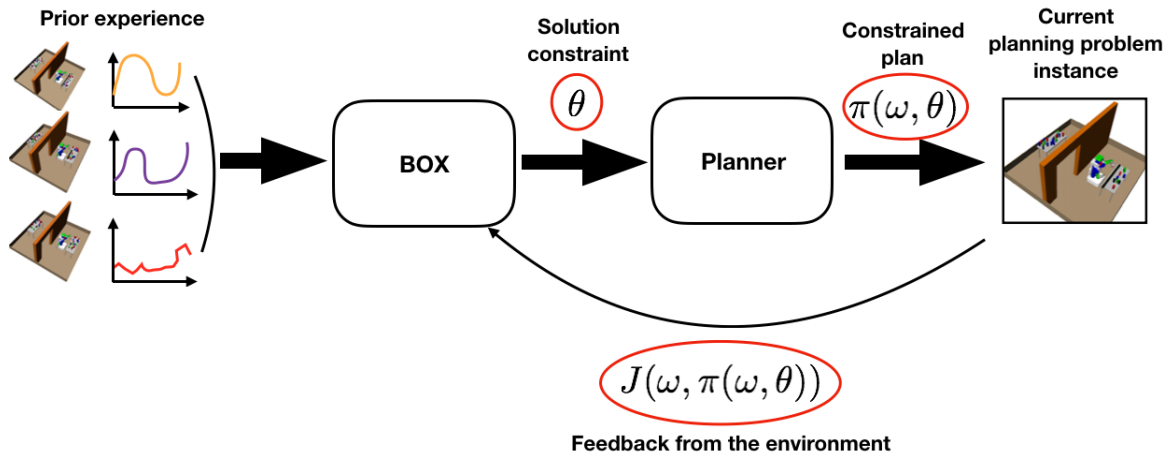 Prior experience
BOX
Solution
constraint
θ
Planner
Constrained
plan
π(ω, θ)
Current
planning problem
instance
J(ω, π(ω, θ))
Feedback from the environment